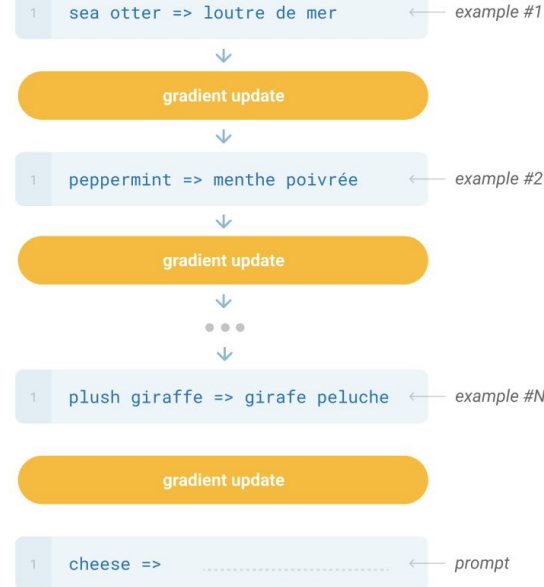 1 sea otter => loutre de mer example #1
gradient update
1 peppermint => menthe poivrée example #2
gradient update
1 plush giraffe => girafe peluche example #N
gradient update
1 cheese => prompt